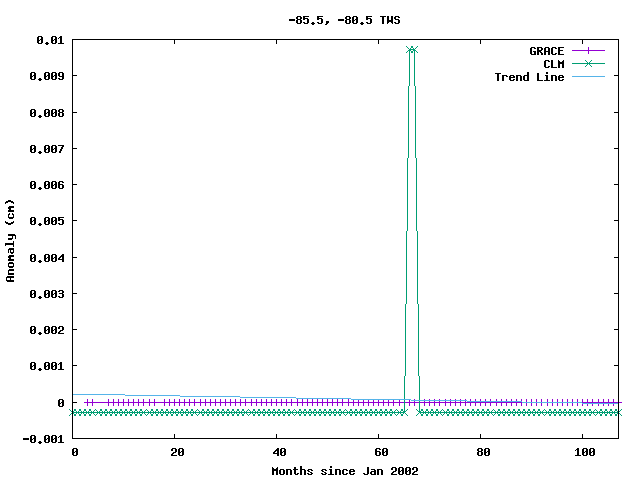 -85.5, -80.5 TWS
GRACE
CLM
Trend Line
0.01
0.009
0.008
0.007
0.006
0.005
0.004
0.003
0.002
0.001
0
-0.001
Anomaly (cm)
0 20 40 60 80 100
Months since Jan 2002